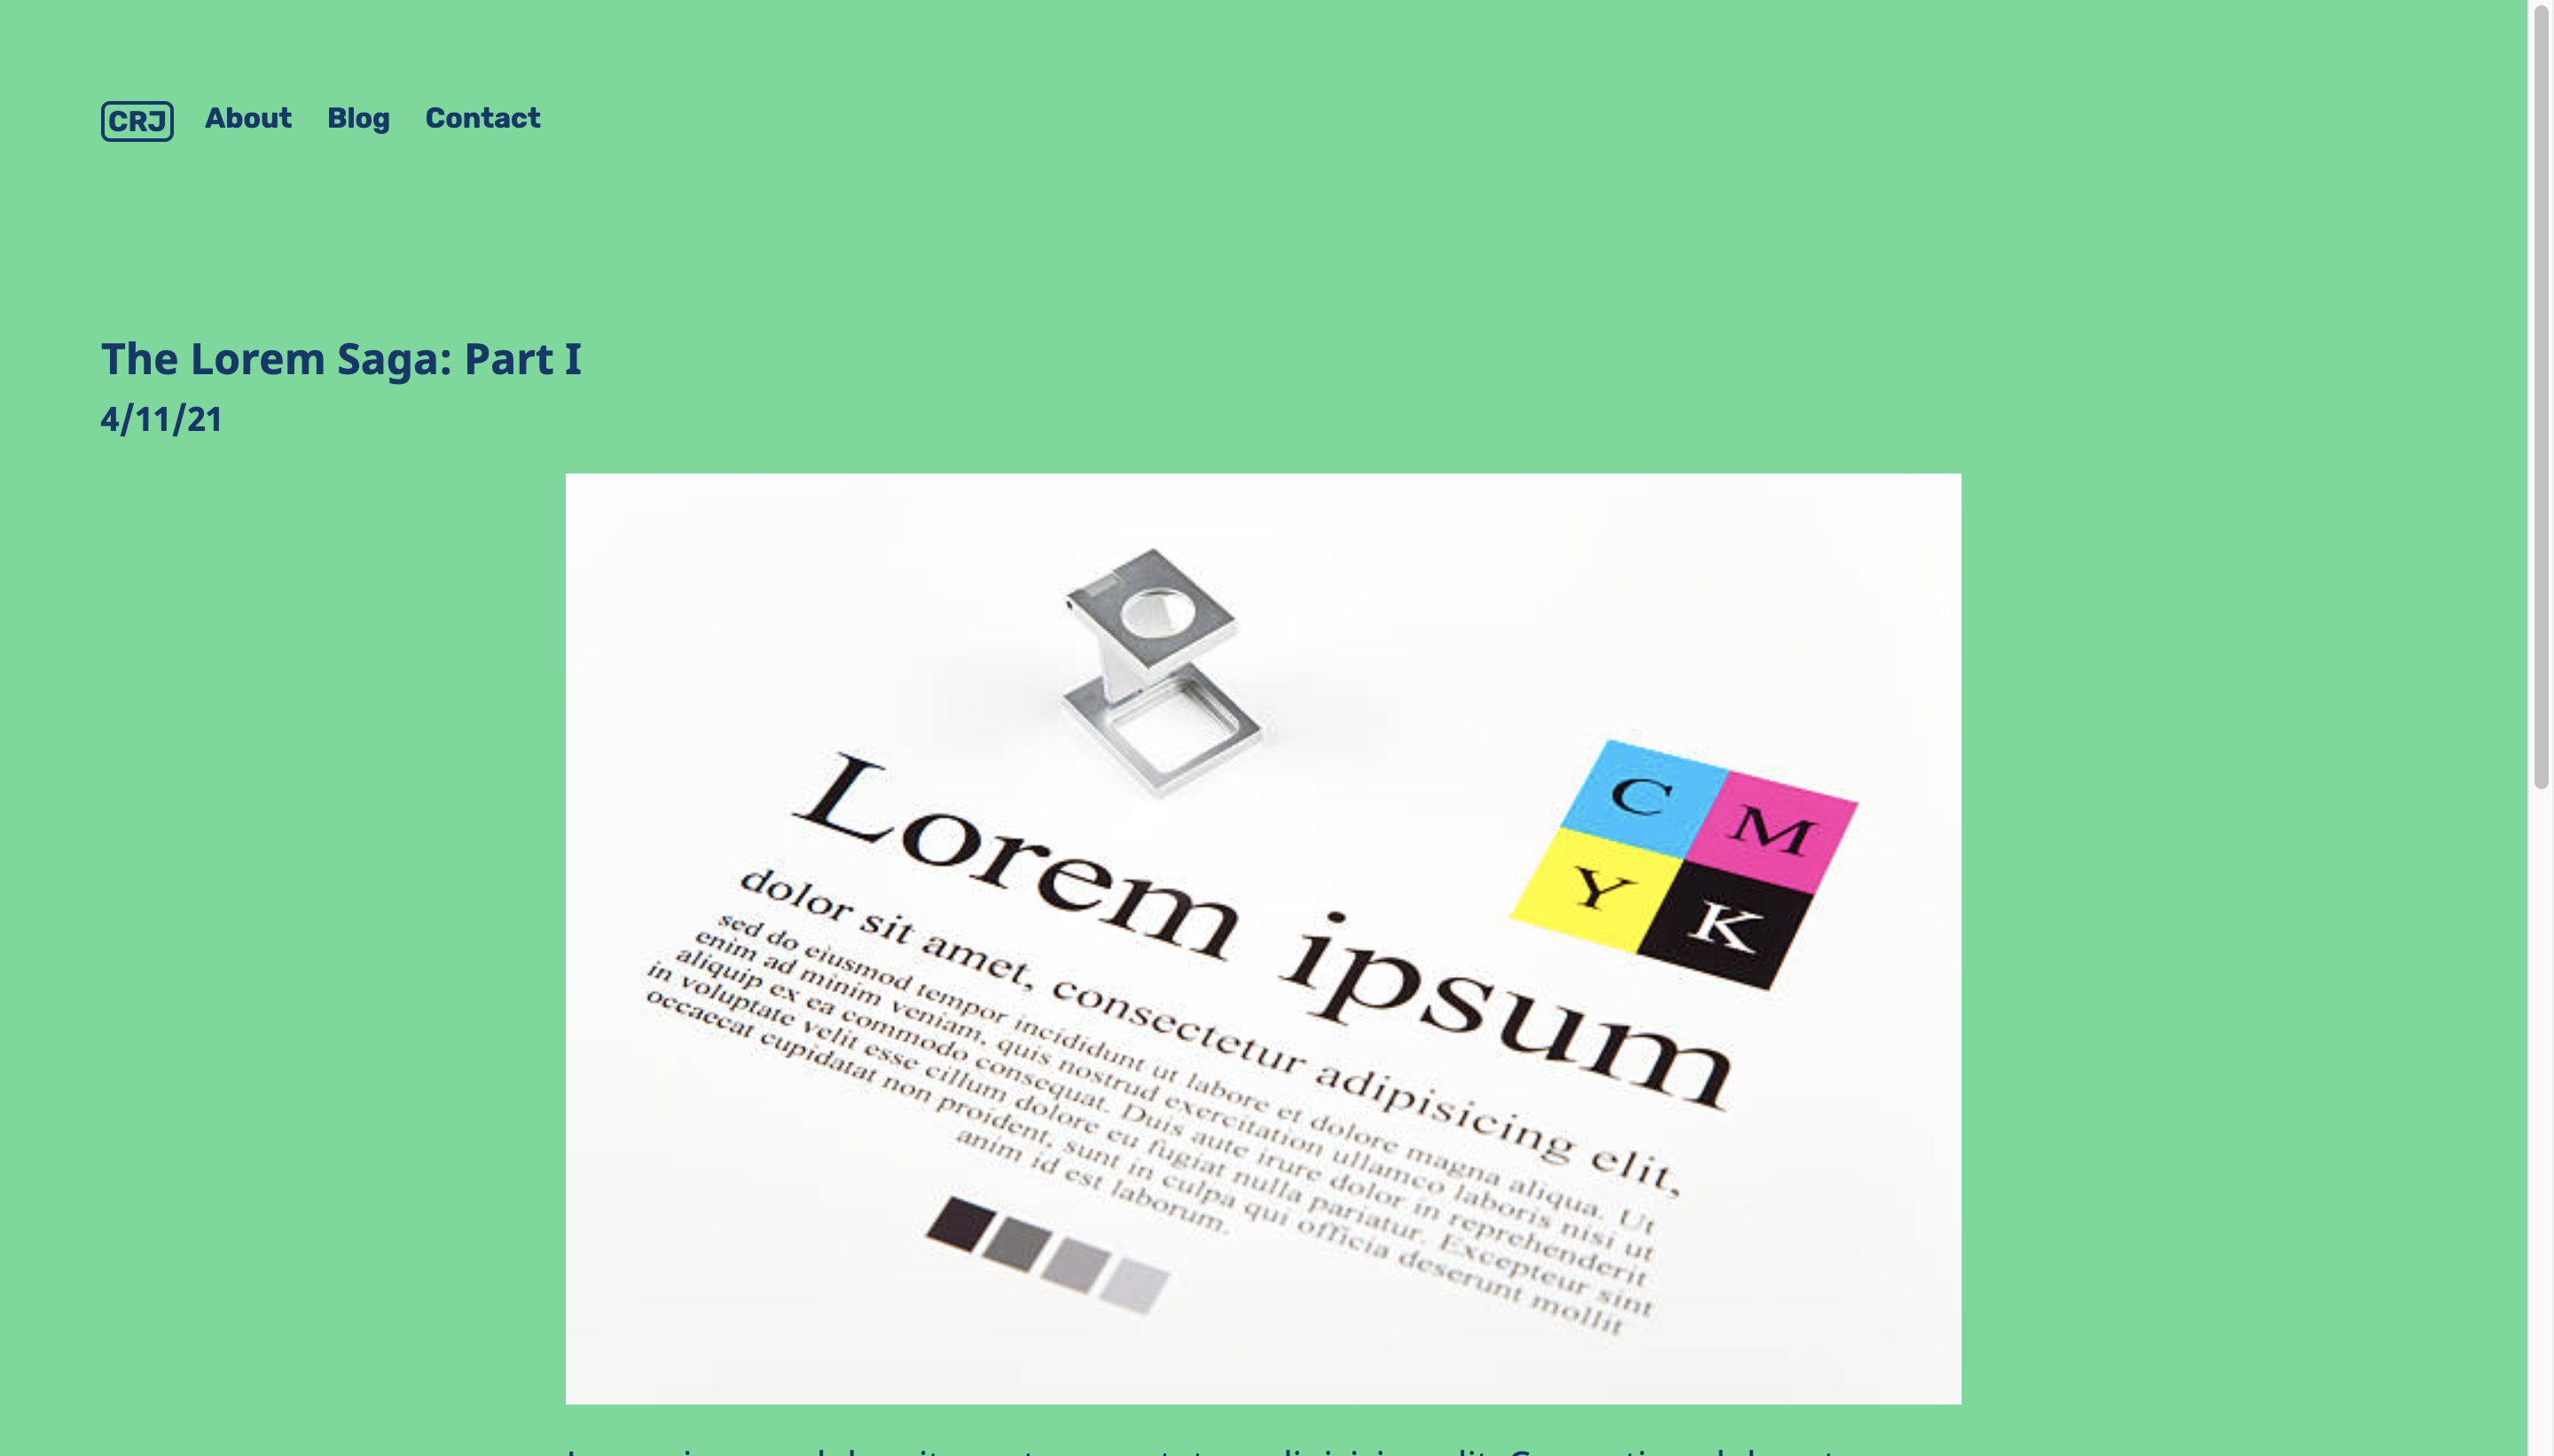 CRJ About Blog Contact
The Lorem Saga: Part I
4/11/21
C M
Y K
Lorem ipsum
dolor sit amet, consectetur adipisicing elit,
sed do eiusmod tempor incididunt ut labore et dolore magna aliqua. Ut
enim ad minim veniam, quis nostrud exercitation ullamco laboris nisi ut
aliquip ex ea commodo consequat. Duis aute irure dolor in reprehenderit
in voluptate velit esse cillum dolore eu fugiat nulla pariatur. Excepteur sint
occaecat cupidatat non proident, sunt in culpa qui officia deserunt mollit
anim id est laborum.